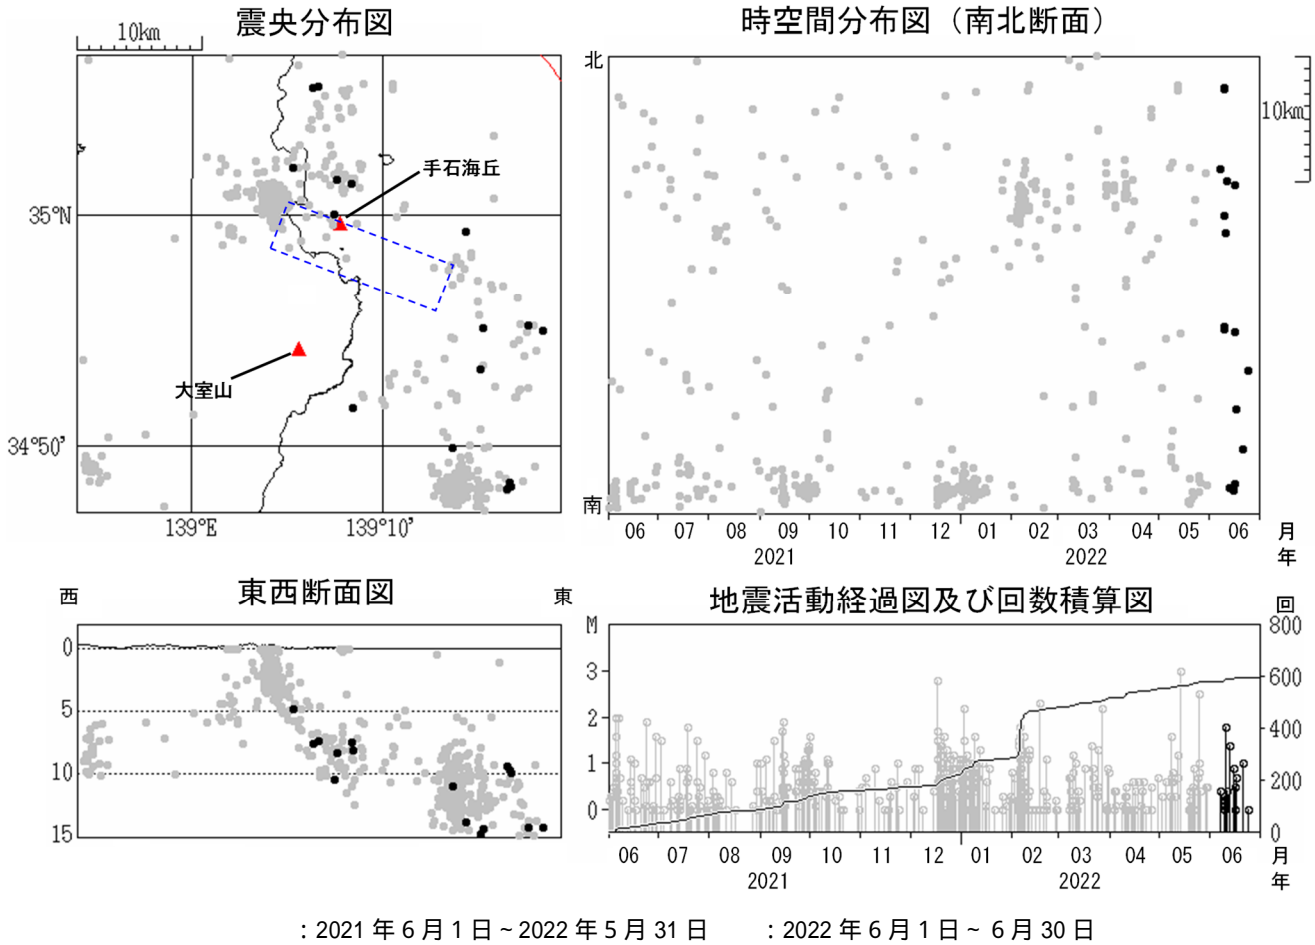 震央分布図
10km
手石海丘
35°N
大室山
34°50′
139°E
139°10′
時空間分布図（南北断面）
北
10km
南
06 07 08 09 10 11 12 01 02 03 04 05 06 月
2021 2022 年
東西断面図
西 東
0
5
10
15
地震活動経過図及び回数積算図
M 回
800
3 600
2 400
1 200
0
0
06 07 08 09 10 11 12 01 02 03 04 05 06 月
2021 2022 年
：2021 年 6 月 1 日～2022 年 5 月 31 日 ：2022 年 6 月 1 日～ 6 月 30 日